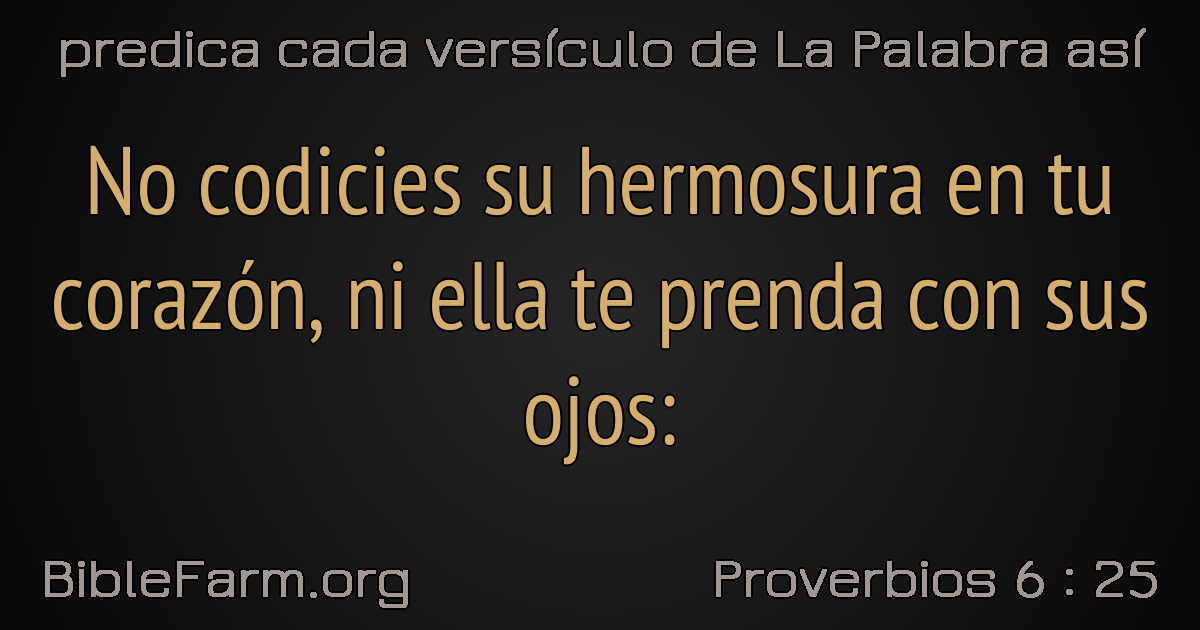 predica cada versículo de La Palabra así
No codicies su hermosura en tu
corazón, ni ella te prenda con sus
ojos:
BibleFarm.org
Proverbios 6 : 25